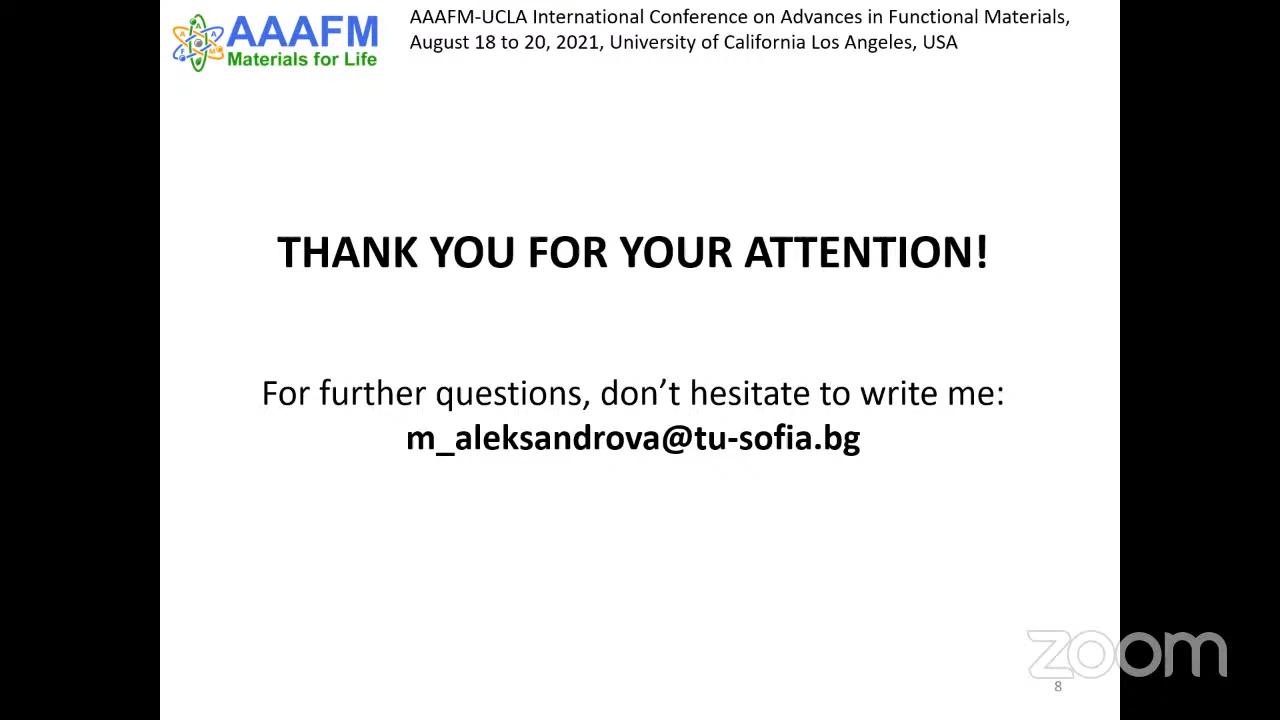 AAAFM
Materials for Life
AAAFM-UCLA International Conference on Advances in Functional Materials,
August 18 to 20, 2021, University of California Los Angeles, USA
THANK YOU FOR YOUR ATTENTION!
For further questions, don’t hesitate to write me:
m_aleksandrova@tu-sofia.bg
zoom
8